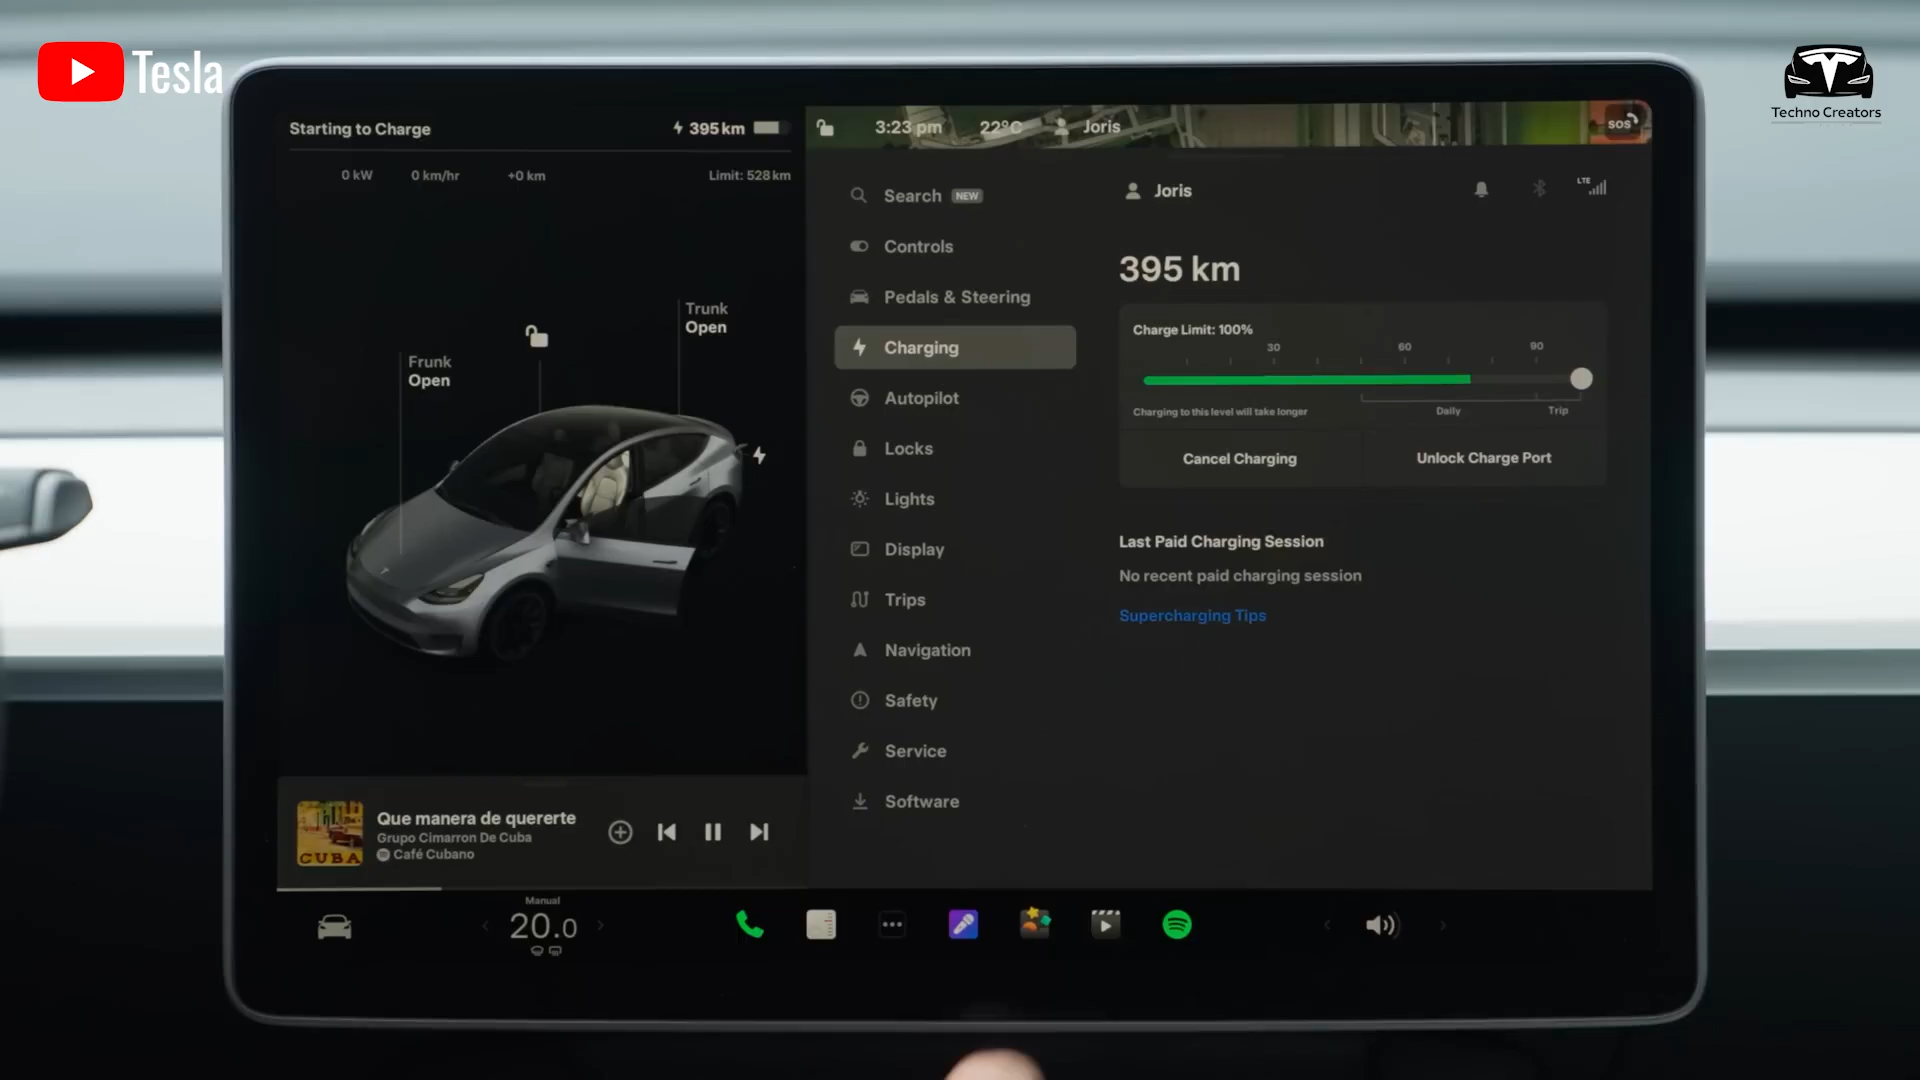 Tesla
Techno Creators
Starting to Charge
395 km
0 kW
0 km/hr
+0 km
Limit: 528 km
3:23 pm
22°C
Joris
SOS
Trunk
Open
Frunk
Open
Search NEW
Controls
Pedals & Steering
Charging
Autopilot
Locks
Lights
Display
Trips
Navigation
Safety
Service
Software
Joris
LTE
395 km
Charge Limit: 100%
30
60
90
Charging to this level will take longer
Daily
Trip
Cancel Charging
Unlock Charge Port
Last Paid Charging Session
No recent paid charging session
Supercharging Tips
CUBA
Que manera de quererte
Grupo Cimarron De Cuba
Café Cubano
Manual
20.0